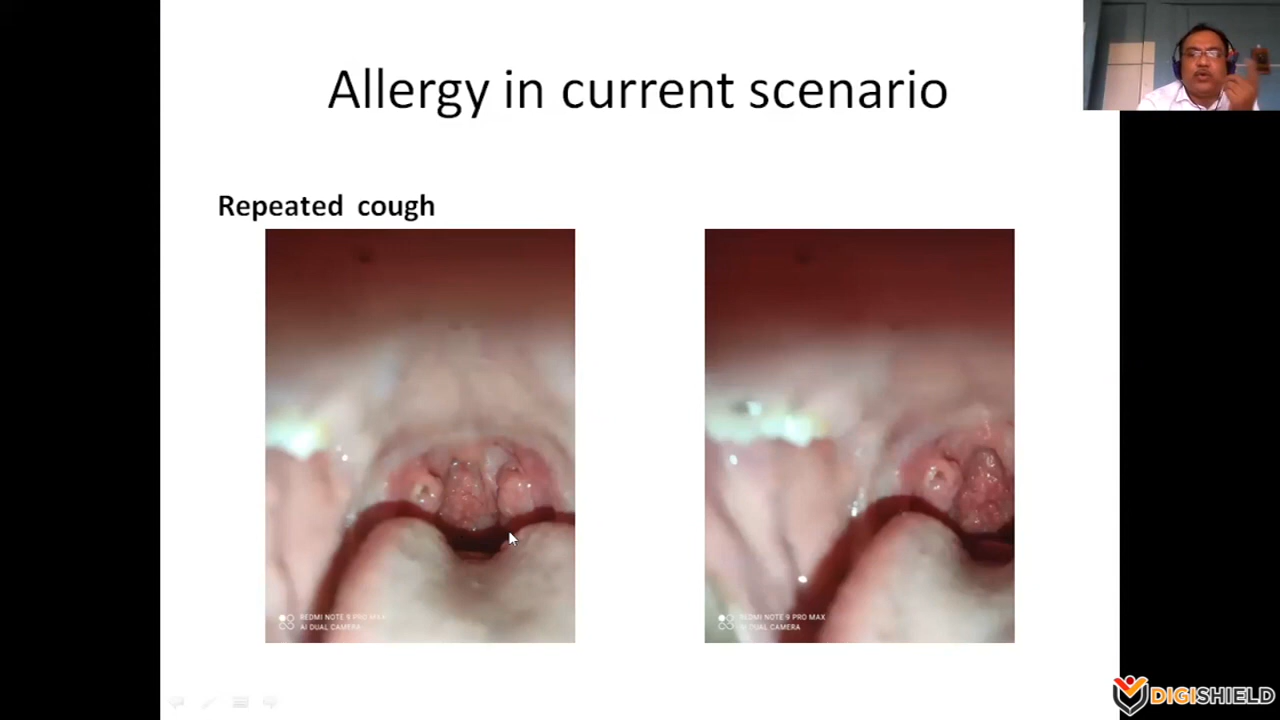 Allergy in current scenario
Repeated cough
REDMI NOTE 9 PRO MAX
AI DUAL CAMERA
REDMI NOTE 9 PRO MAX
AI DUAL CAMERA
DIGISHIELD